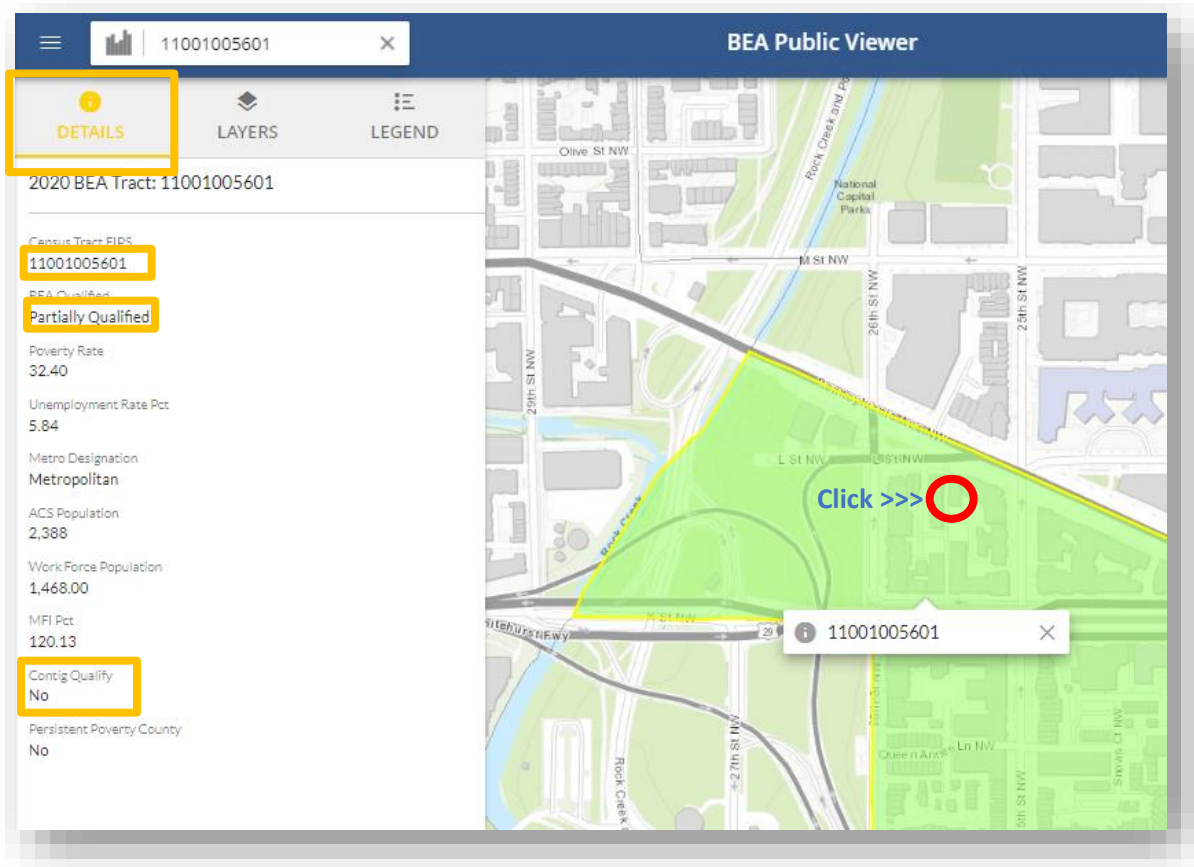 11001005601
BEA Public Viewer
DETAILS
LAYERS
LEGEND
2020 BEA Tract: 11001005601
Census Tract FIPS
11001005601
BEA Qualified
Partially Qualified
Poverty Rate
32.40
Unemployment Rate Pct
5.84
Metro Designation
Metropolitan
ACS Population
2,388
Work Force Population
1,468.00
MFI Pct
120.13
Contig Qualify
No
Persistent Poverty County
No
Olive St NW
Rock Creek and
National
Capital
Parks
M St NW
26th St NW
25th St NW
29th St NW
L St NW
L St NW
Click >>>
Rock Creek
K St NW
Whitehurst Fwy
29
11001005601
27th St NW
Rock Creek
Queen Anne's Ln NW
Snows Ct NW